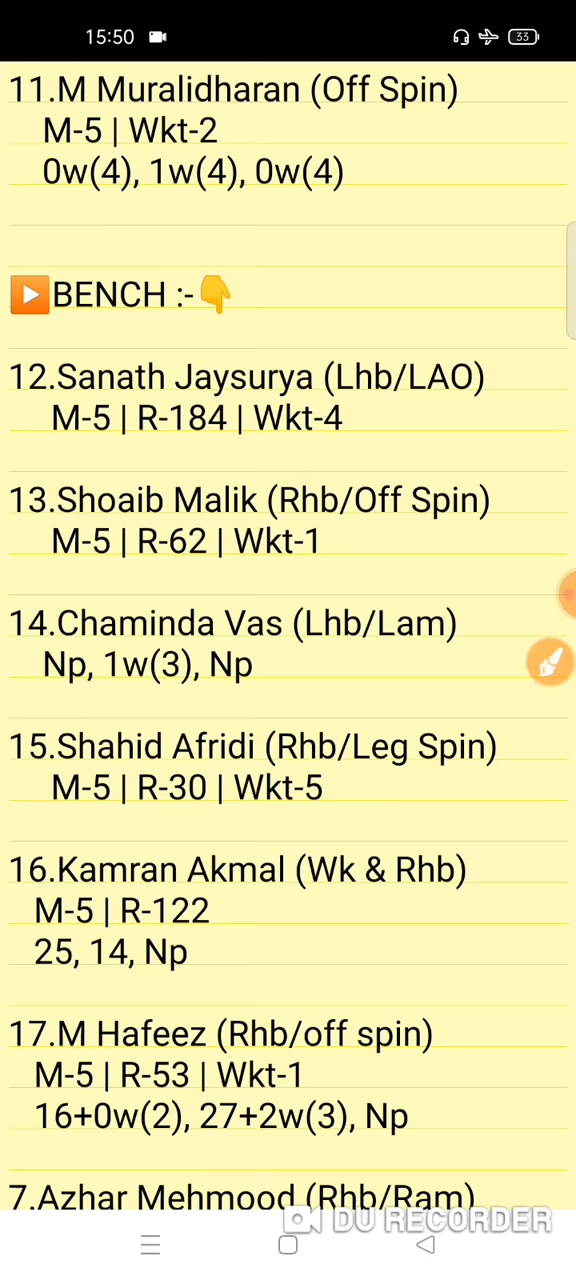 15:50
33
11.M Muralidharan (Off Spin)
M-5 | Wkt-2
0w(4), 1w(4), 0w(4)
BENCH :-
12.Sanath Jaysurya (Lhb/LAO)
M-5 | R-184 | Wkt-4
13.Shoaib Malik (Rhb/Off Spin)
M-5 | R-62 | Wkt-1
14.Chaminda Vas (Lhb/Lam)
Np, 1w(3), Np
15.Shahid Afridi (Rhb/Leg Spin)
M-5 | R-30 | Wkt-5
16.Kamran Akmal (Wk & Rhb)
M-5 | R-122
25, 14, Np
17.M Hafeez (Rhb/off spin)
M-5 | R-53 | Wkt-1
16+0w(2), 27+2w(3), Np
7.Azhar Mehmood (Rhb/Ram)
DU RECORDER